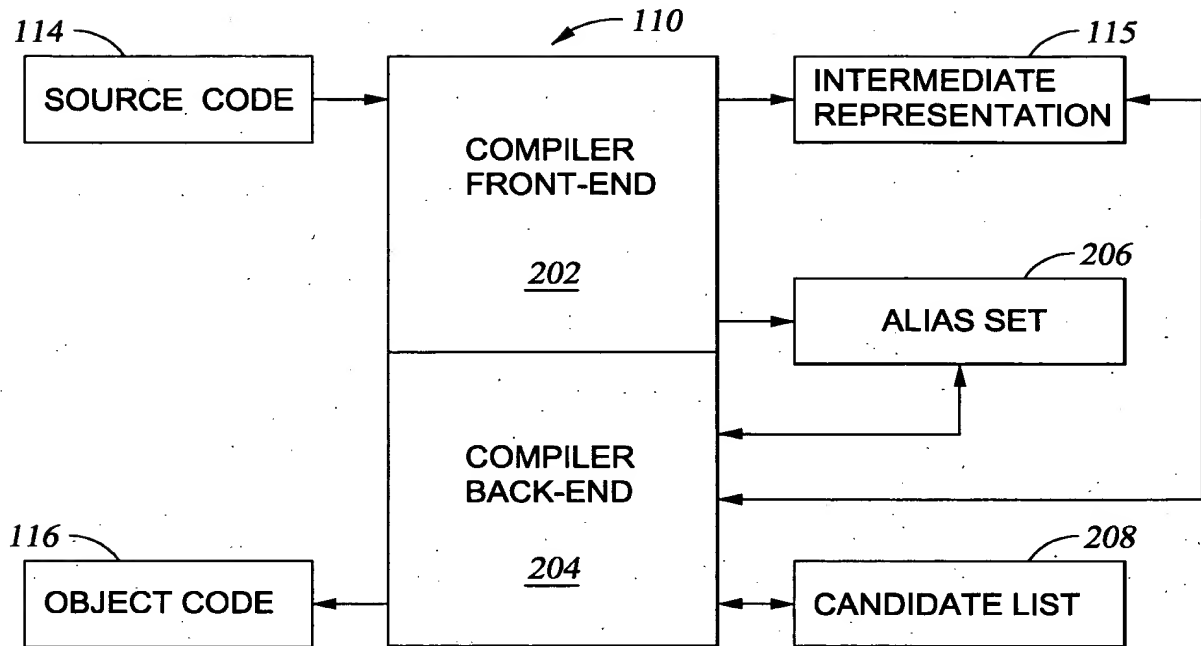 114
110
115
SOURCE CODE
COMPILER
FRONT-END
202
INTERMEDIATE
REPRESENTATION
206
ALIAS SET
COMPILER
BACK-END
204
116
OBJECT CODE
208
CANDIDATE LIST